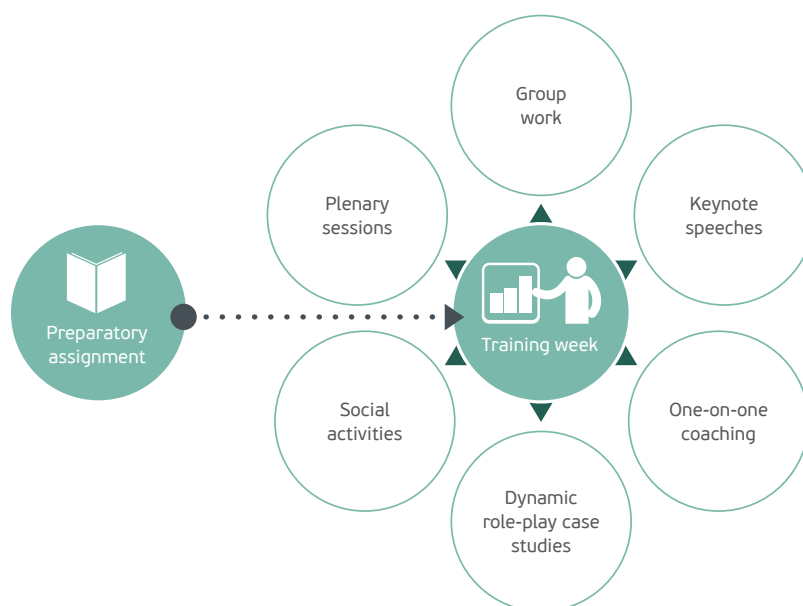 Group
work
Plenary
sessions
Keynote
speeches
Preparatory
assignment
Training week
Social
activities
One-on-one
coaching
Dynamic
role-play case
studies